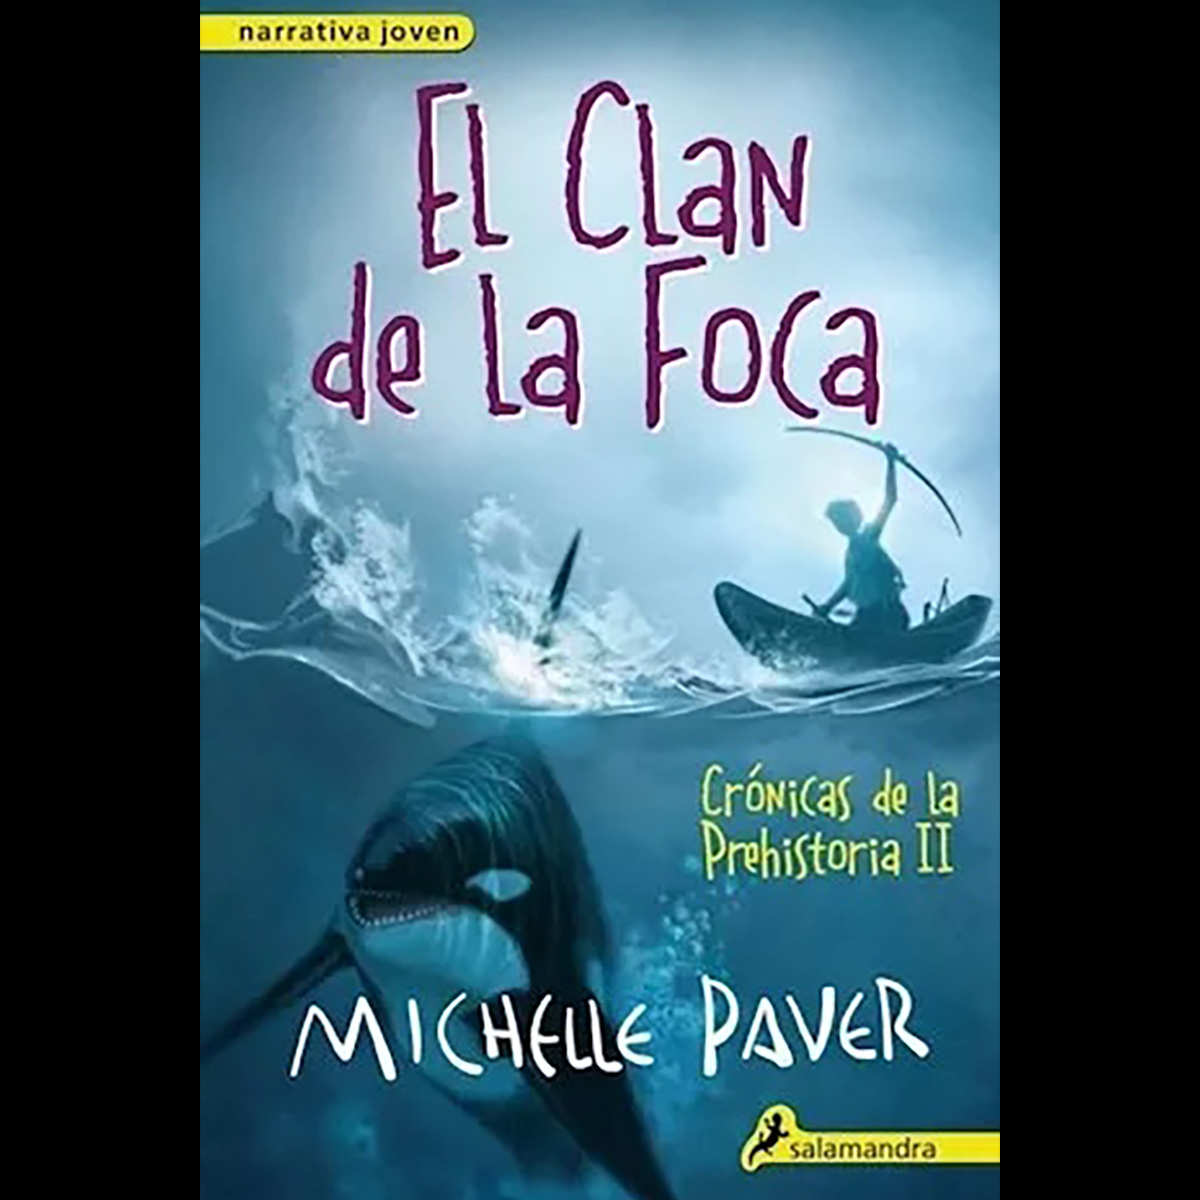 narrativa joven
El Clan
de la Foca
Crónicas de la
Prehistoria II
Michelle Paver
salamandra